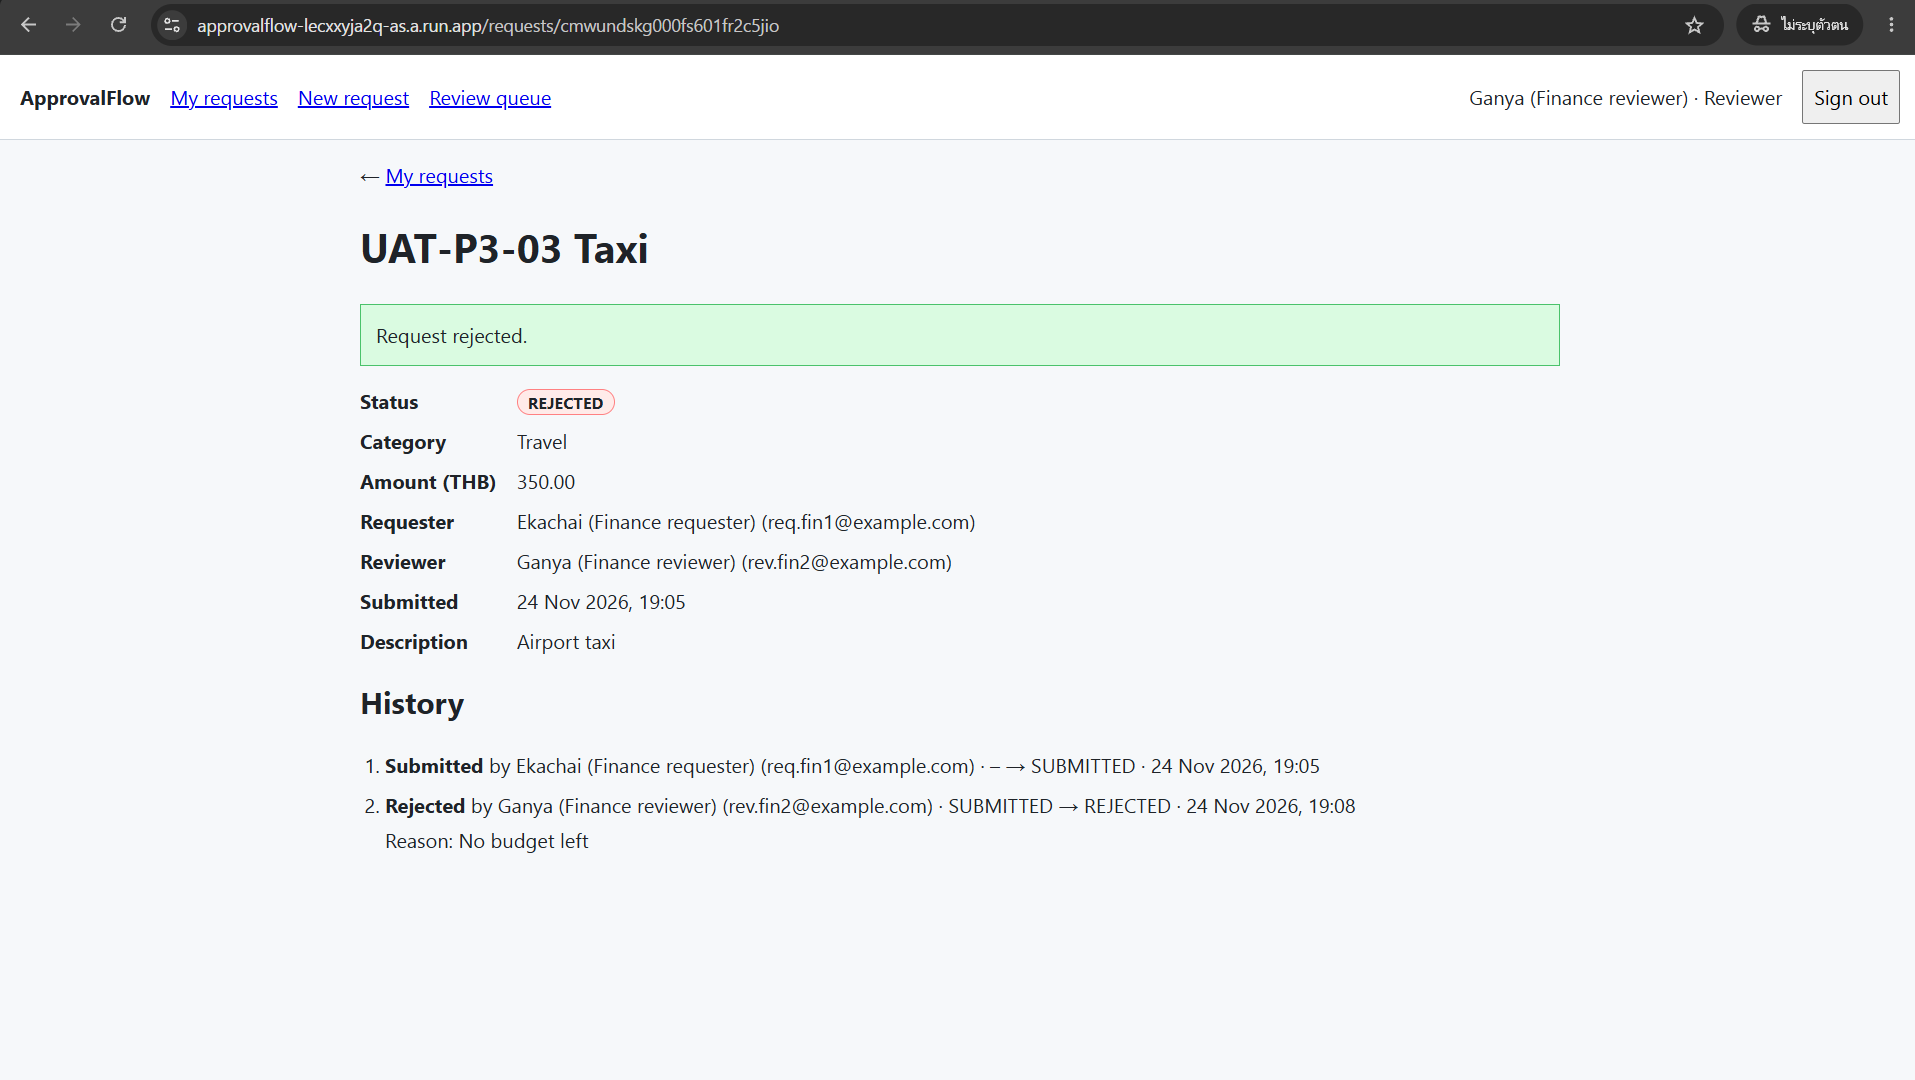 approvalflow-lecxxyja2q-as.a.run.app/requests/cmwundskg000fs601fr2c5jio
ไม่ระบุตัวตน
ApprovalFlow My requests New request Review queue Ganya (Finance reviewer) · Reviewer Sign out
← My requests
UAT-P3-03 Taxi
Request rejected.
Status REJECTED
Category Travel
Amount (THB) 350.00
Requester Ekachai (Finance requester) (req.fin1@example.com)
Reviewer Ganya (Finance reviewer) (rev.fin2@example.com)
Submitted 24 Nov 2026, 19:05
Description Airport taxi
History
1. Submitted by Ekachai (Finance requester) (req.fin1@example.com) · – → SUBMITTED · 24 Nov 2026, 19:05
2. Rejected by Ganya (Finance reviewer) (rev.fin2@example.com) · SUBMITTED → REJECTED · 24 Nov 2026, 19:08
Reason: No budget left